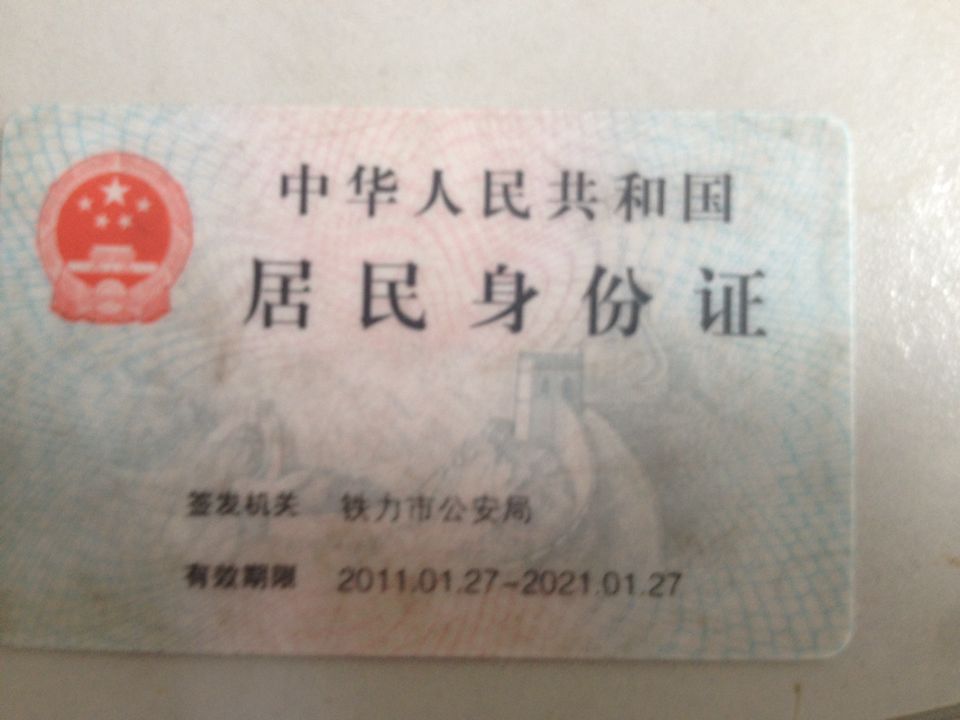 中华人民共和国
居民身份证
签发机关 铁力市公安局
有效期限 2011.01.27-2021.01.27